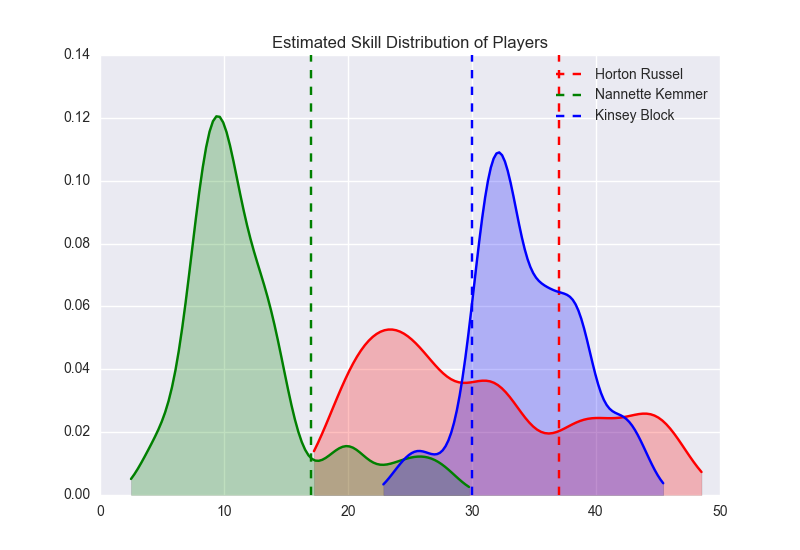 Estimated Skill Distribution of Players
0.14
0.12
0.10
0.08
0.06
0.04
0.02
0.00
0 10 20 30 40 50
Horton Russel
Nannette Kemmer
Kinsey Block